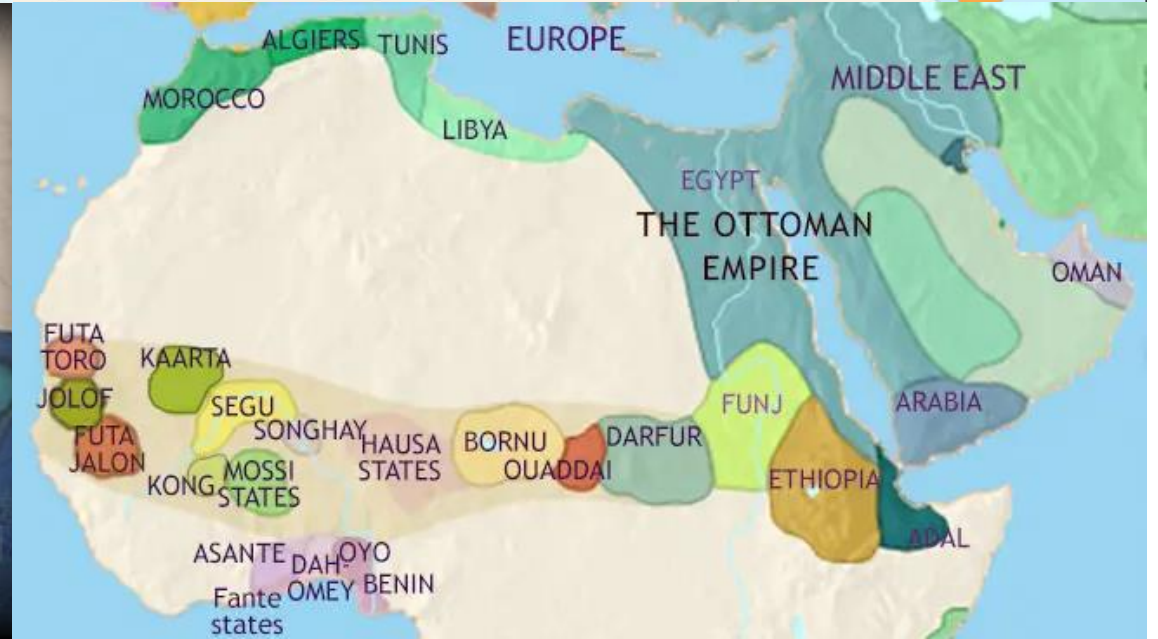 EUROPE
ALGIERS
TUNIS
MIDDLE EAST
MOROCCO
LIBYA
EGYPT
THE OTTOMAN
EMPIRE
OMAN
FUTA
TORO
KAARTA
JOLOF
SEGU
FUNJ
ARABIA
FUTA
JALON
SONGHAY
HAUSA
STATES
BORNU
DARFUR
OUADDAI
KONG
MOSSI
STATES
ETHIOPIA
ADAL
ASANTE
DAH-
OMEY
OYO
BENIN
Fante
states